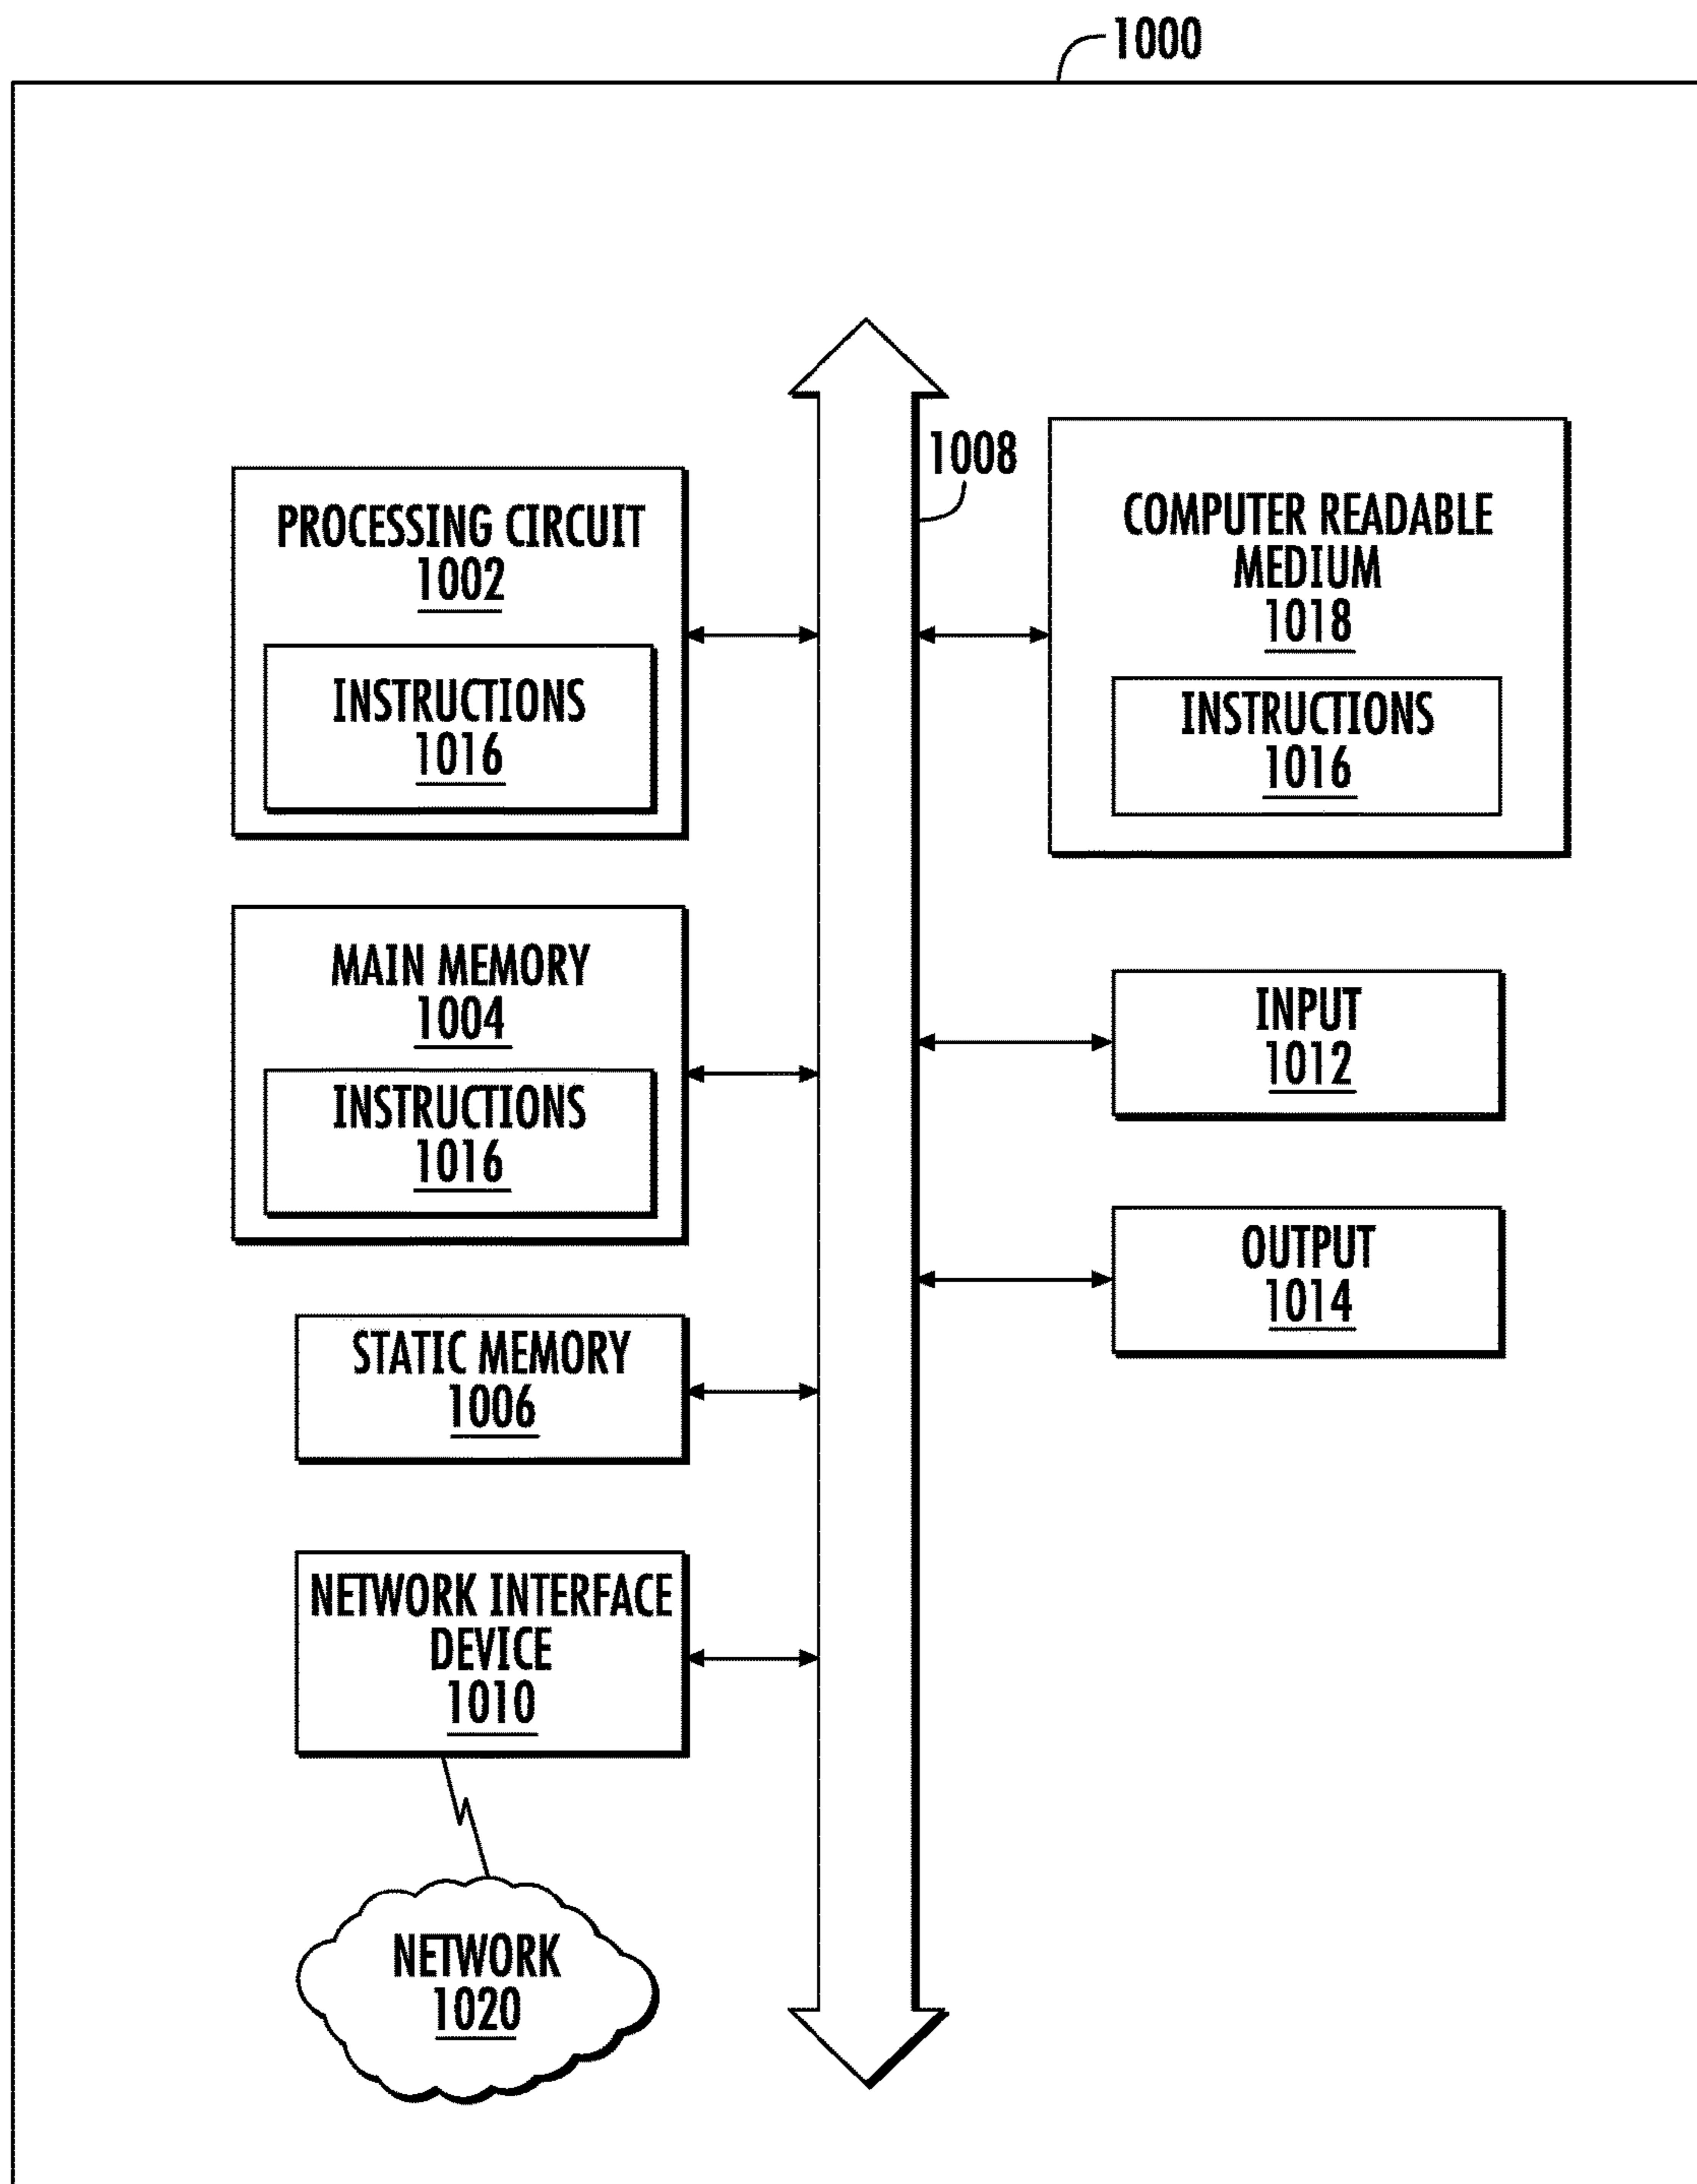 1000
1008
PROCESSING CIRCUIT
1002
INSTRUCTIONS
1016
MAIN MEMORY
1004
INSTRUCTIONS
1016
STATIC MEMORY
1006
NETWORK INTERFACE
DEVICE
1010
NETWORK
1020
COMPUTER READABLE
MEDIUM
1018
INSTRUCTIONS
1016
INPUT
1012
OUTPUT
1014